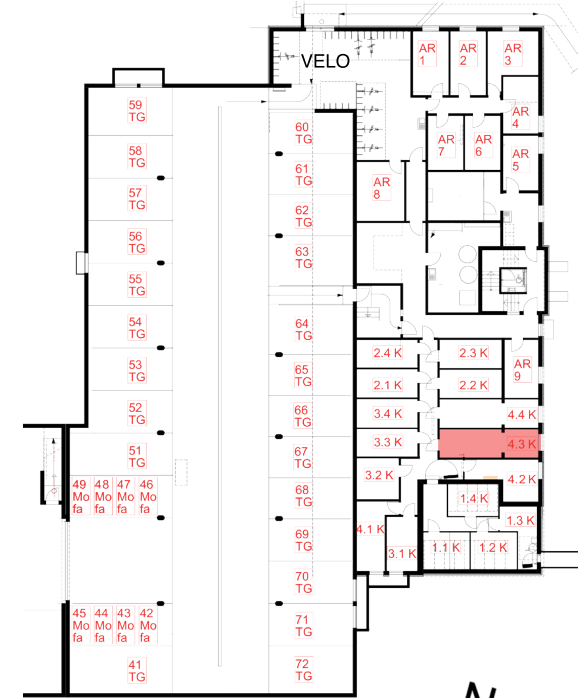 VELO
AR
1
AR
2
AR
3
AR
4
AR
5
AR
6
AR
7
AR
8
59
TG
58
TG
57
TG
56
TG
55
TG
54
TG
53
TG
52
TG
51
TG
60
TG
61
TG
62
TG
63
TG
64
TG
65
TG
66
TG
67
TG
68
TG
69
TG
70
TG
71
TG
72
TG
49
Mo
fa
48
Mo
fa
47
Mo
fa
46
Mo
fa
45
Mo
fa
44
Mo
fa
43
Mo
fa
42
Mo
fa
41
TG
2.4 K
2.3 K
AR
9
2.1 K
2.2 K
3.4 K
4.4 K
3.3 K
4.3 K
3.2 K
4.2 K
1.4 K
1.3 K
4.1 K
3.1 K
1.1 K
1.2 K